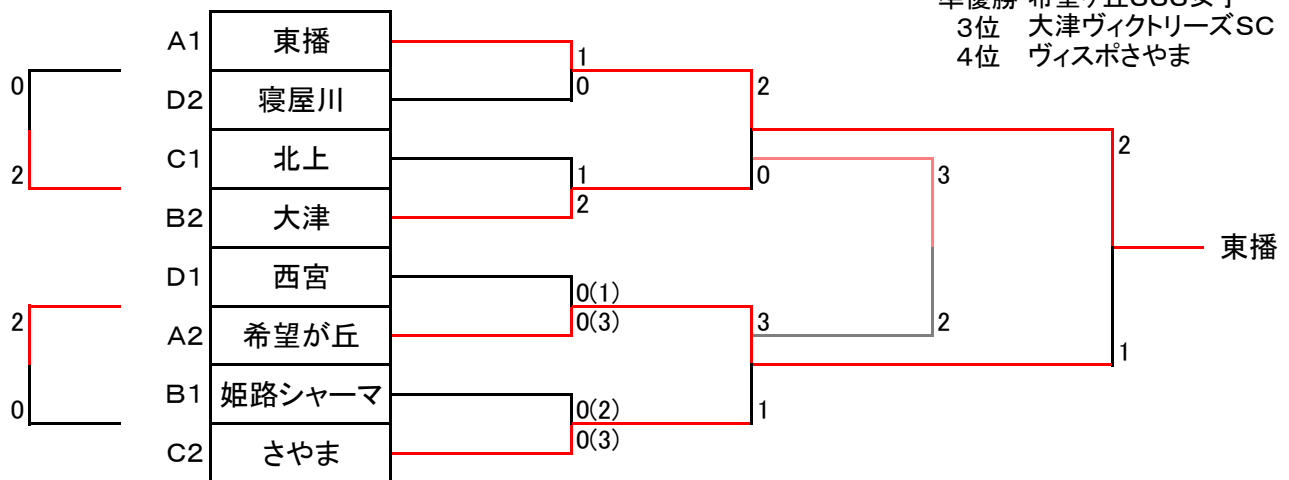 3位 大津ヴィクトリーズSC
4位 ヴィスポさやま
A1 東播
D2 寝屋川
C1 北上
B2 大津
D1 西宮
A2 希望が丘
B1 姫路シャーマ
C2 さやま
0
2
2
0
1
0
1
2
0(1)
0(3)
0(2)
0(3)
2
0
3
1
3
2
2
1
東播